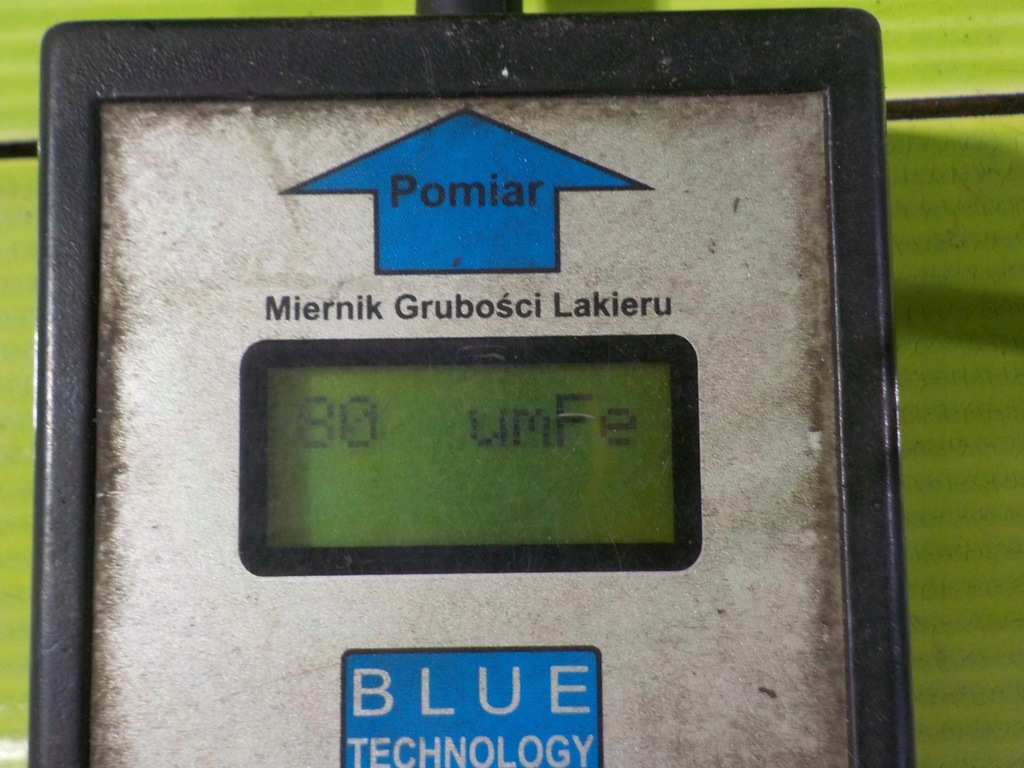 Pomiar
Miernik Grubości Lakieru
80 umFe
BLUE
TECHNOLOGY